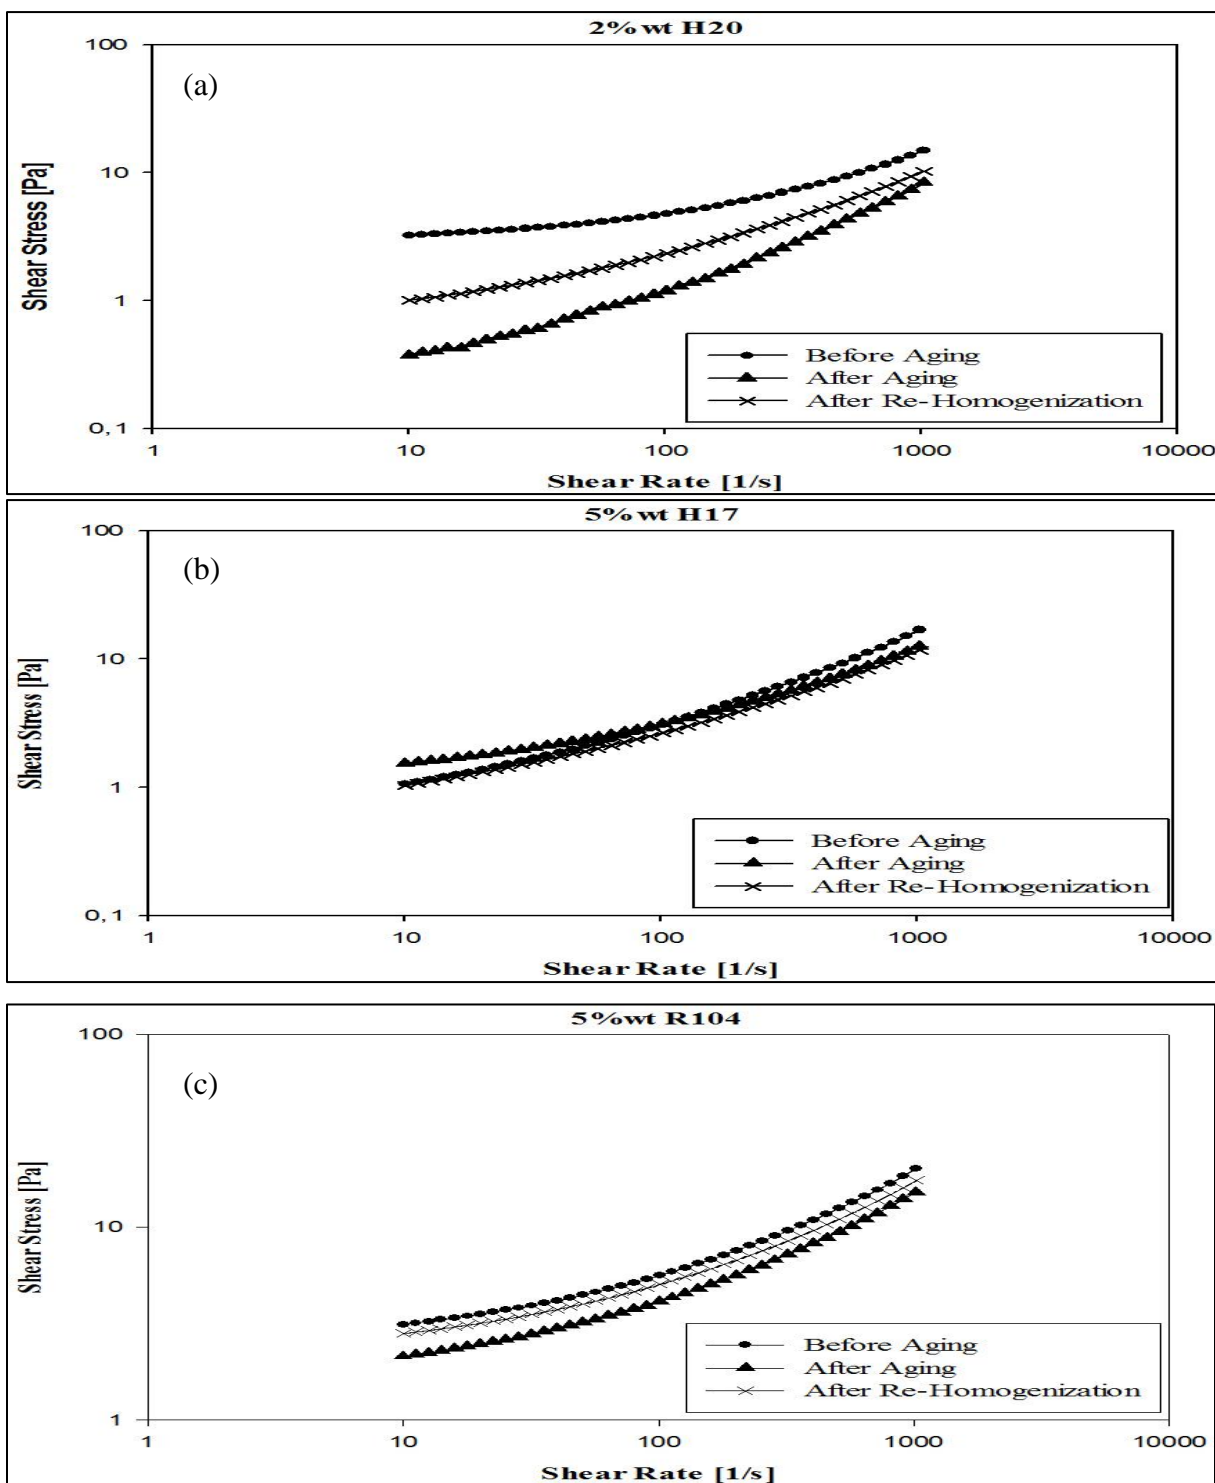 2% wt H20
100
(a)
10
Shear Stress [Pa]
1
Before Aging
After Aging
After Re-Homogenization
0,1
1 10 100 1000 10000
Shear Rate [1/s]
5% wt H17
100
(b)
10
Shear Stress [Pa]
1
Before Aging
After Aging
After Re-Homogenization
0,1
1 10 100 1000 10000
Shear Rate [1/s]
5%wt R104
100
(c)
Shear Stress [Pa]
10
Before Aging
After Aging
After Re-Homogenization
1
1 10 100 1000 10000
Shear Rate [1/s]